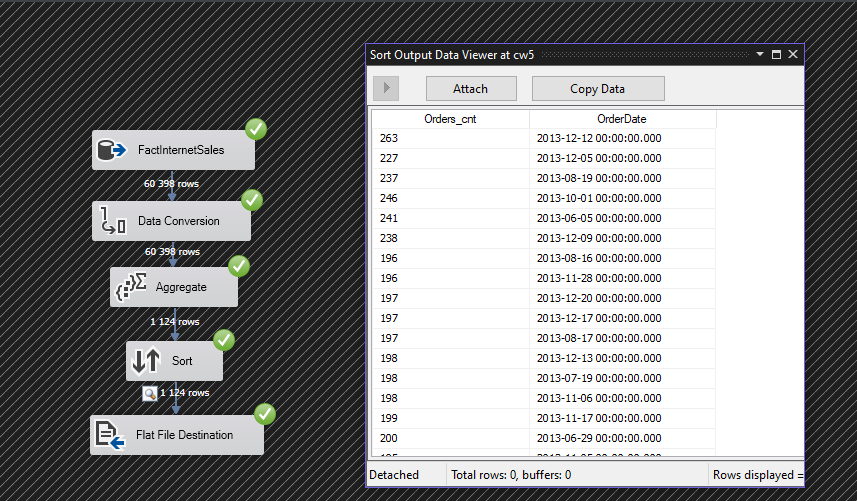 Sort Output Data Viewer at cw5
Attach
Copy Data
Orders_cnt OrderDate
263 2013-12-12 00:00:00.000
227 2013-12-05 00:00:00.000
237 2013-08-19 00:00:00.000
246 2013-10-01 00:00:00.000
241 2013-06-05 00:00:00.000
238 2013-12-09 00:00:00.000
196 2013-08-16 00:00:00.000
196 2013-11-28 00:00:00.000
197 2013-12-20 00:00:00.000
197 2013-12-17 00:00:00.000
197 2013-08-17 00:00:00.000
198 2013-12-13 00:00:00.000
198 2013-07-19 00:00:00.000
198 2013-11-06 00:00:00.000
199 2013-11-17 00:00:00.000
200 2013-06-29 00:00:00.000
Detached
Total rows: 0, buffers: 0
Rows displayed =
FactInternetSales
60 398 rows
Data Conversion
60 398 rows
Aggregate
1 124 rows
Sort
1 124 rows
Flat File Destination